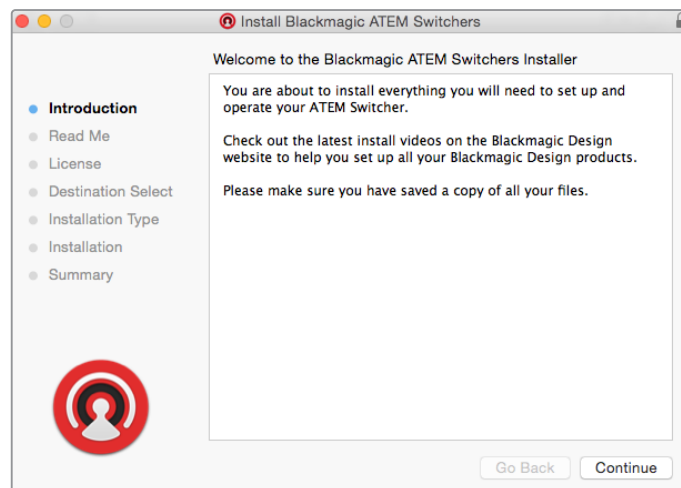 Install Blackmagic ATEM Switchers
Welcome to the Blackmagic ATEM Switchers Installer
Introduction
Read Me
License
Destination Select
Installation Type
Installation
Summary
You are about to install everything you will need to set up and
operate your ATEM Switcher.
Check out the latest install videos on the Blackmagic Design
website to help you set up all your Blackmagic Design products.
Please make sure you have saved a copy of all your files.
Go Back
Continue